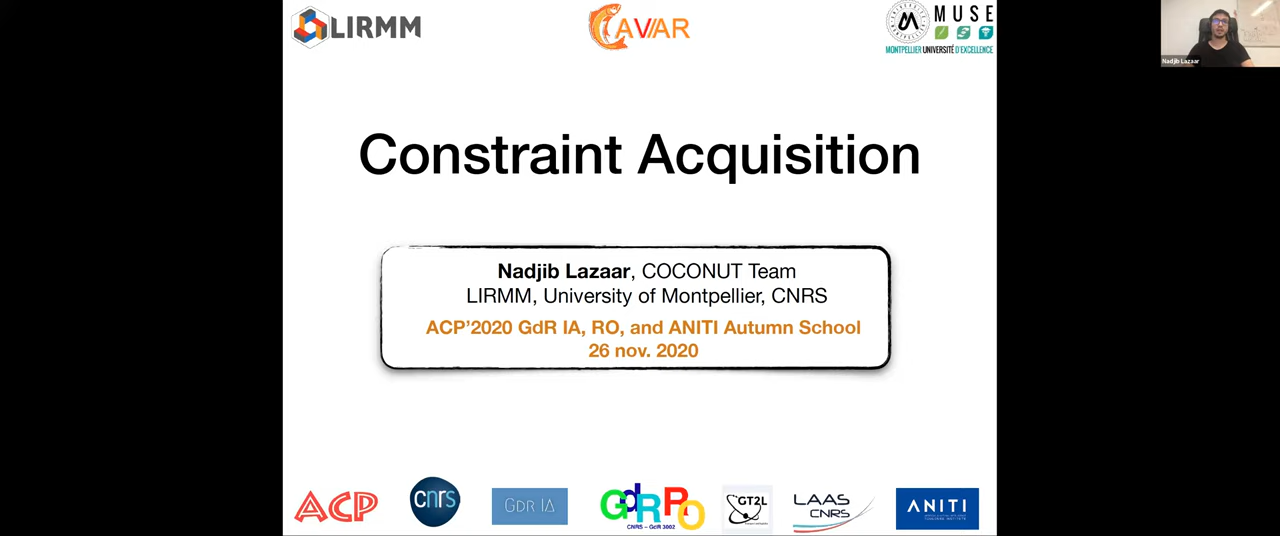 LIRMM
CAVIAR
MUSE
MONTPELLIER UNIVERSITÉ D'EXCELLENCE
Nadjib Lazaar
Constraint Acquisition
Nadjib Lazaar, COCONUT Team
LIRMM, University of Montpellier, CNRS
ACP'2020 GdR IA, RO, and ANITI Autumn School
26 nov. 2020
ACP
cnrs
GDR IA
GdR RO
CNRS – GdR 3002
GT2L
LAAS
CNRS
ANITI